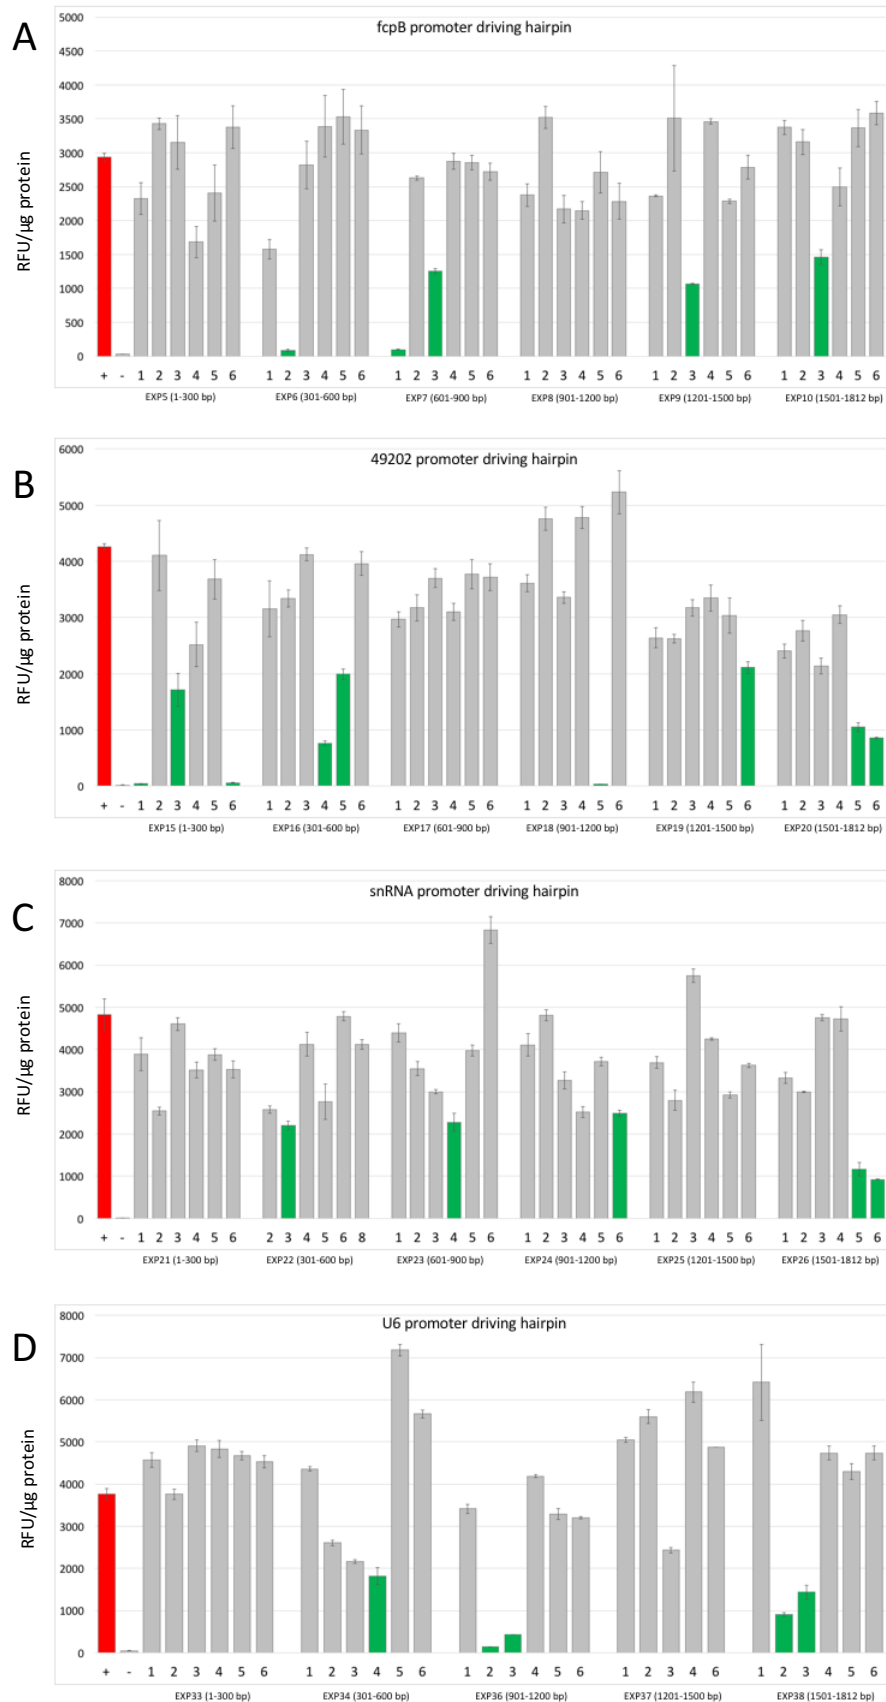 A
fcpB promoter driving hairpin
RFU/µg protein
5000
4500
4000
3500
3000
2500
2000
1500
1000
500
0
+ - 1 2 3 4 5 6 1 2 3 4 5 6 1 2 3 4 5 6 1 2 3 4 5 6 1 2 3 4 5 6 1 2 3 4 5 6
EXP5 (1-300 bp) EXP6 (301-600 bp) EXP7 (601-900 bp) EXP8 (901-1200 bp) EXP9 (1201-1500 bp) EXP10 (1501-1812 bp)
B
49202 promoter driving hairpin
RFU/µg protein
6000
5000
4000
3000
2000
1000
0
+ - 1 2 3 4 5 6 1 2 3 4 5 6 1 2 3 4 5 6 1 2 3 4 5 6 1 2 3 4 5 6 1 2 3 4 5 6
EXP15 (1-300 bp) EXP16 (301-600 bp) EXP17 (601-900 bp) EXP18 (901-1200 bp) EXP19 (1201-1500 bp) EXP20 (1501-1812 bp)
C
snRNA promoter driving hairpin
RFU/µg protein
8000
7000
6000
5000
4000
3000
2000
1000
0
+ - 1 2 3 4 5 6 2 3 4 5 6 8 1 2 3 4 5 6 1 2 3 4 5 6 1 2 3 4 5 6 1 2 3 4 5 6
EXP21 (1-300 bp) EXP22 (301-600 bp) EXP23 (601-900 bp) EXP24 (901-1200 bp) EXP25 (1201-1500 bp) EXP26 (1501-1812 bp)
D
U6 promoter driving hairpin
RFU/µg protein
8000
7000
6000
5000
4000
3000
2000
1000
0
+ - 1 2 3 4 5 6 1 2 3 4 5 6 1 2 3 4 5 6 1 2 3 4 6 1 2 3 4 5 6
EXP33 (1-300 bp) EXP34 (301-600 bp) EXP36 (901-1200 bp) EXP37 (1201-1500 bp) EXP38 (1501-1812 bp)